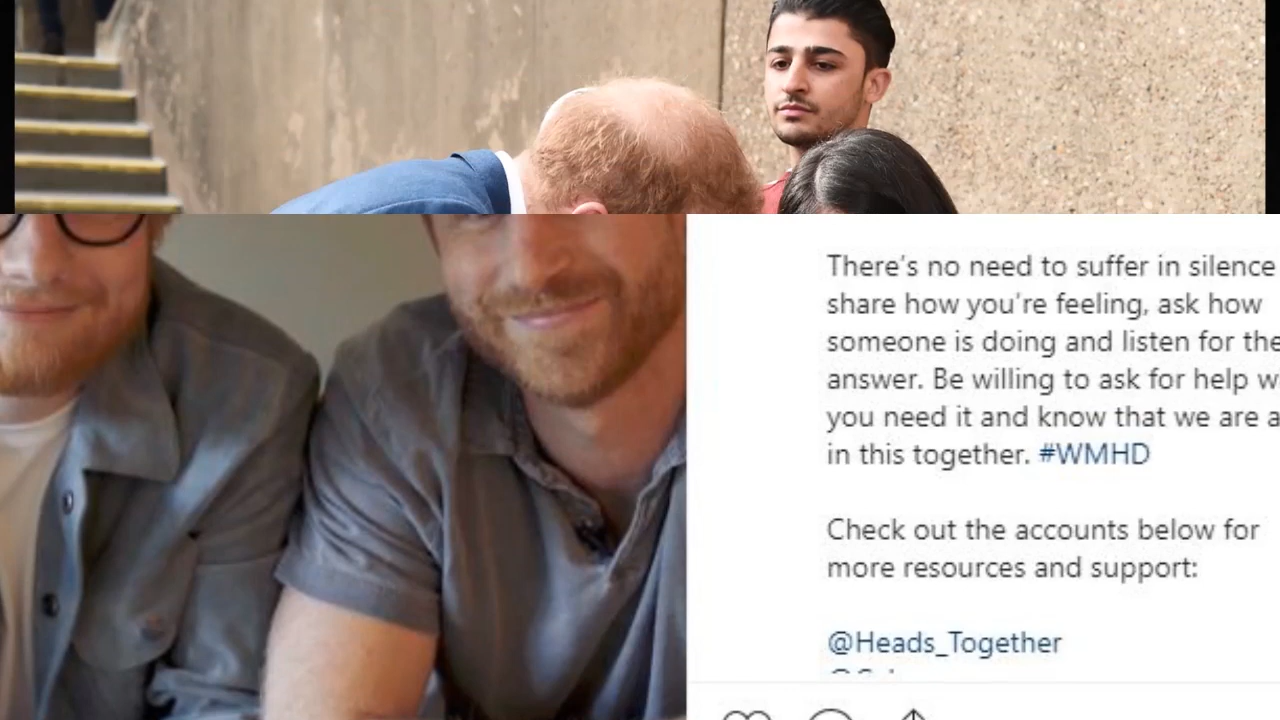 There's no need to suffer in silence
share how you're feeling, ask how
someone is doing and listen for the
answer. Be willing to ask for help
you need it and know that we are
in this together. #WMHD
Check out the accounts below for
more resources and support:
@Heads_Together